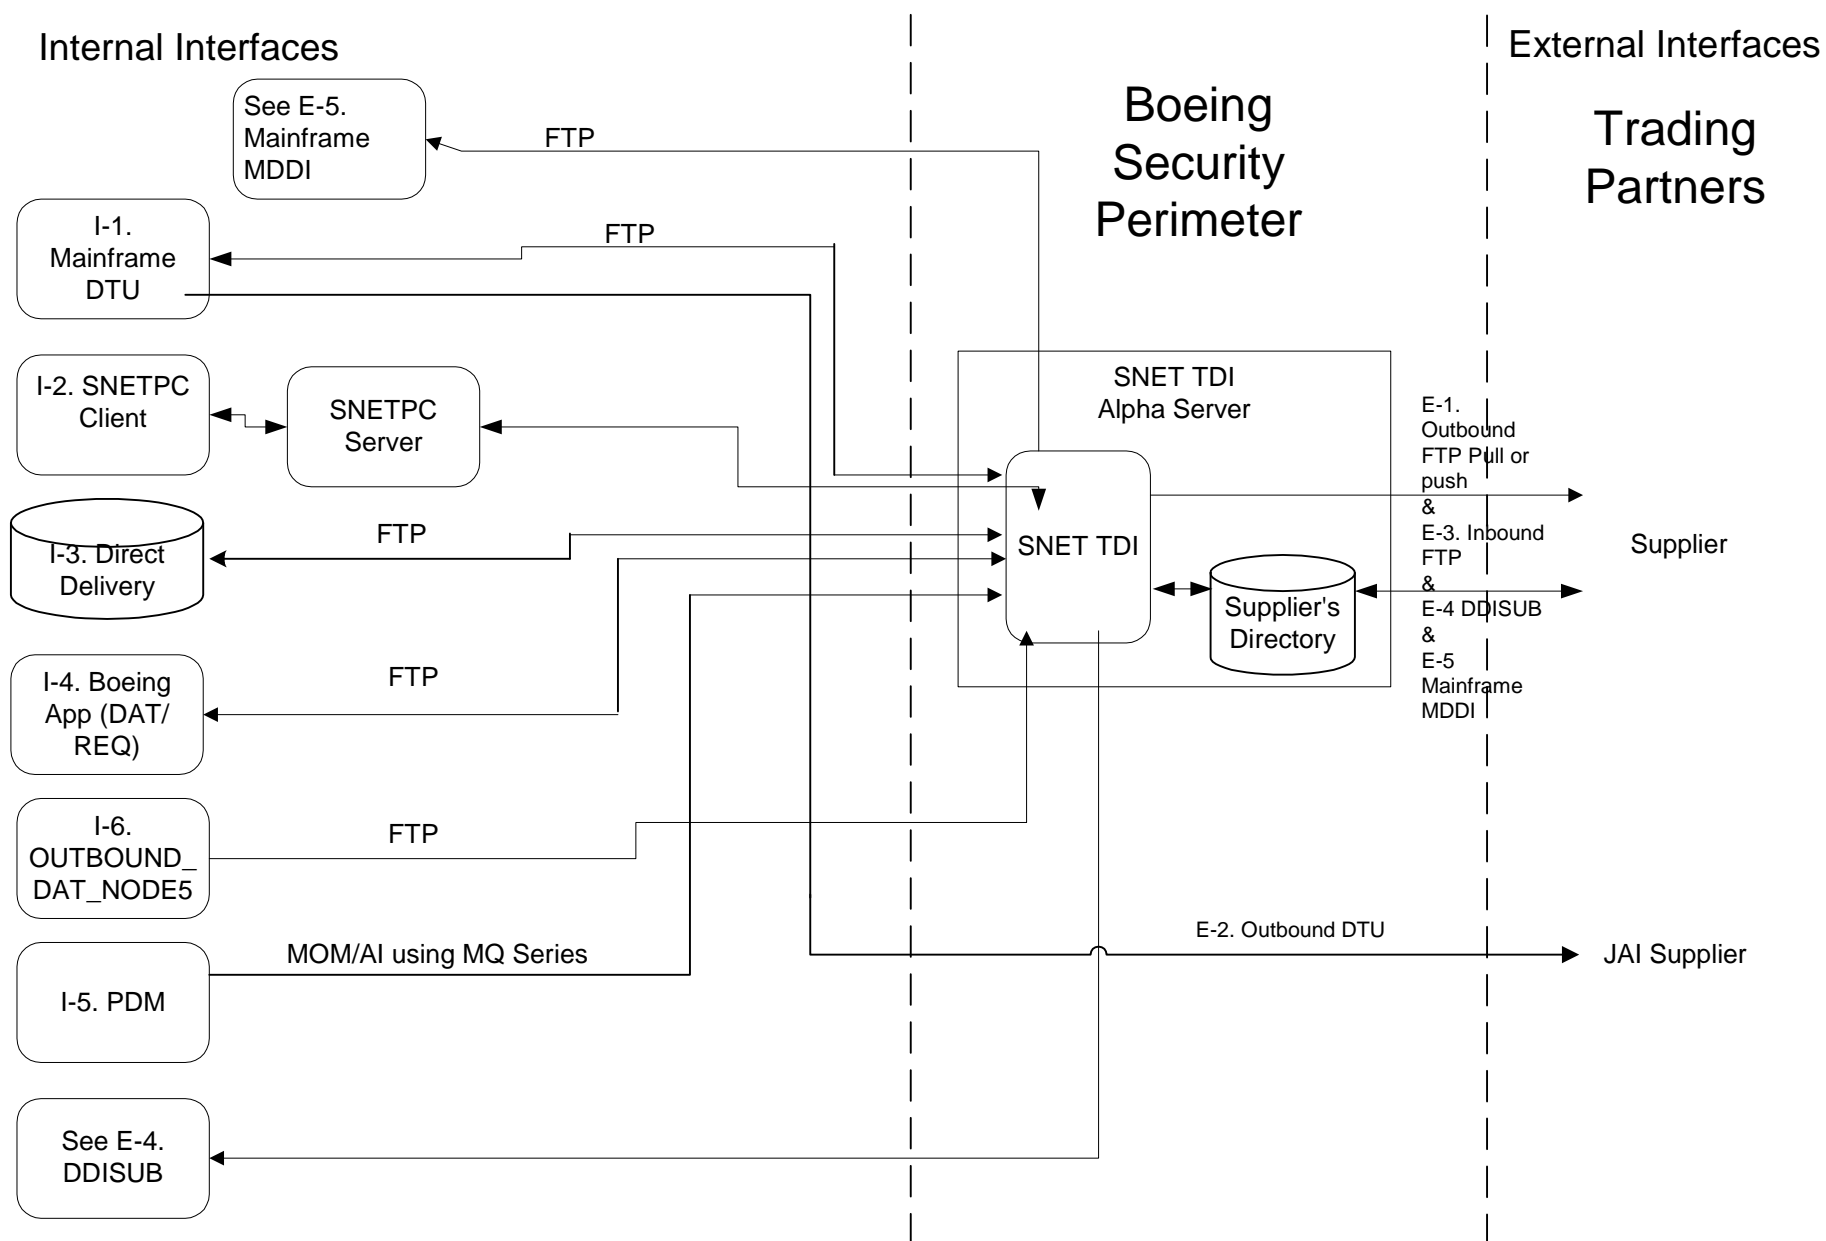 Internal Interfaces
External Interfaces
Boeing
Security
Perimeter
Trading
Partners
See E-5.
Mainframe
MDDI
FTP
I-1.
Mainframe
DTU
FTP
I-2. SNETPC
Client
SNETPC
Server
SNET TDI
Alpha Server
I-3. Direct
Delivery
FTP
SNET TDI
Supplier's
Directory
E-1.
Outbound
FTP Pull or
push
&
E-3. Inbound
FTP
&
E-4 DDISUB
&
E-5
Mainframe
MDDI
Supplier
I-4. Boeing
App (DAT/
REQ)
FTP
I-6.
OUTBOUND_
DAT_NODE5
FTP
I-5. PDM
MOM/AI using MQ Series
E-2. Outbound DTU
JAI Supplier
See E-4.
DDISUB